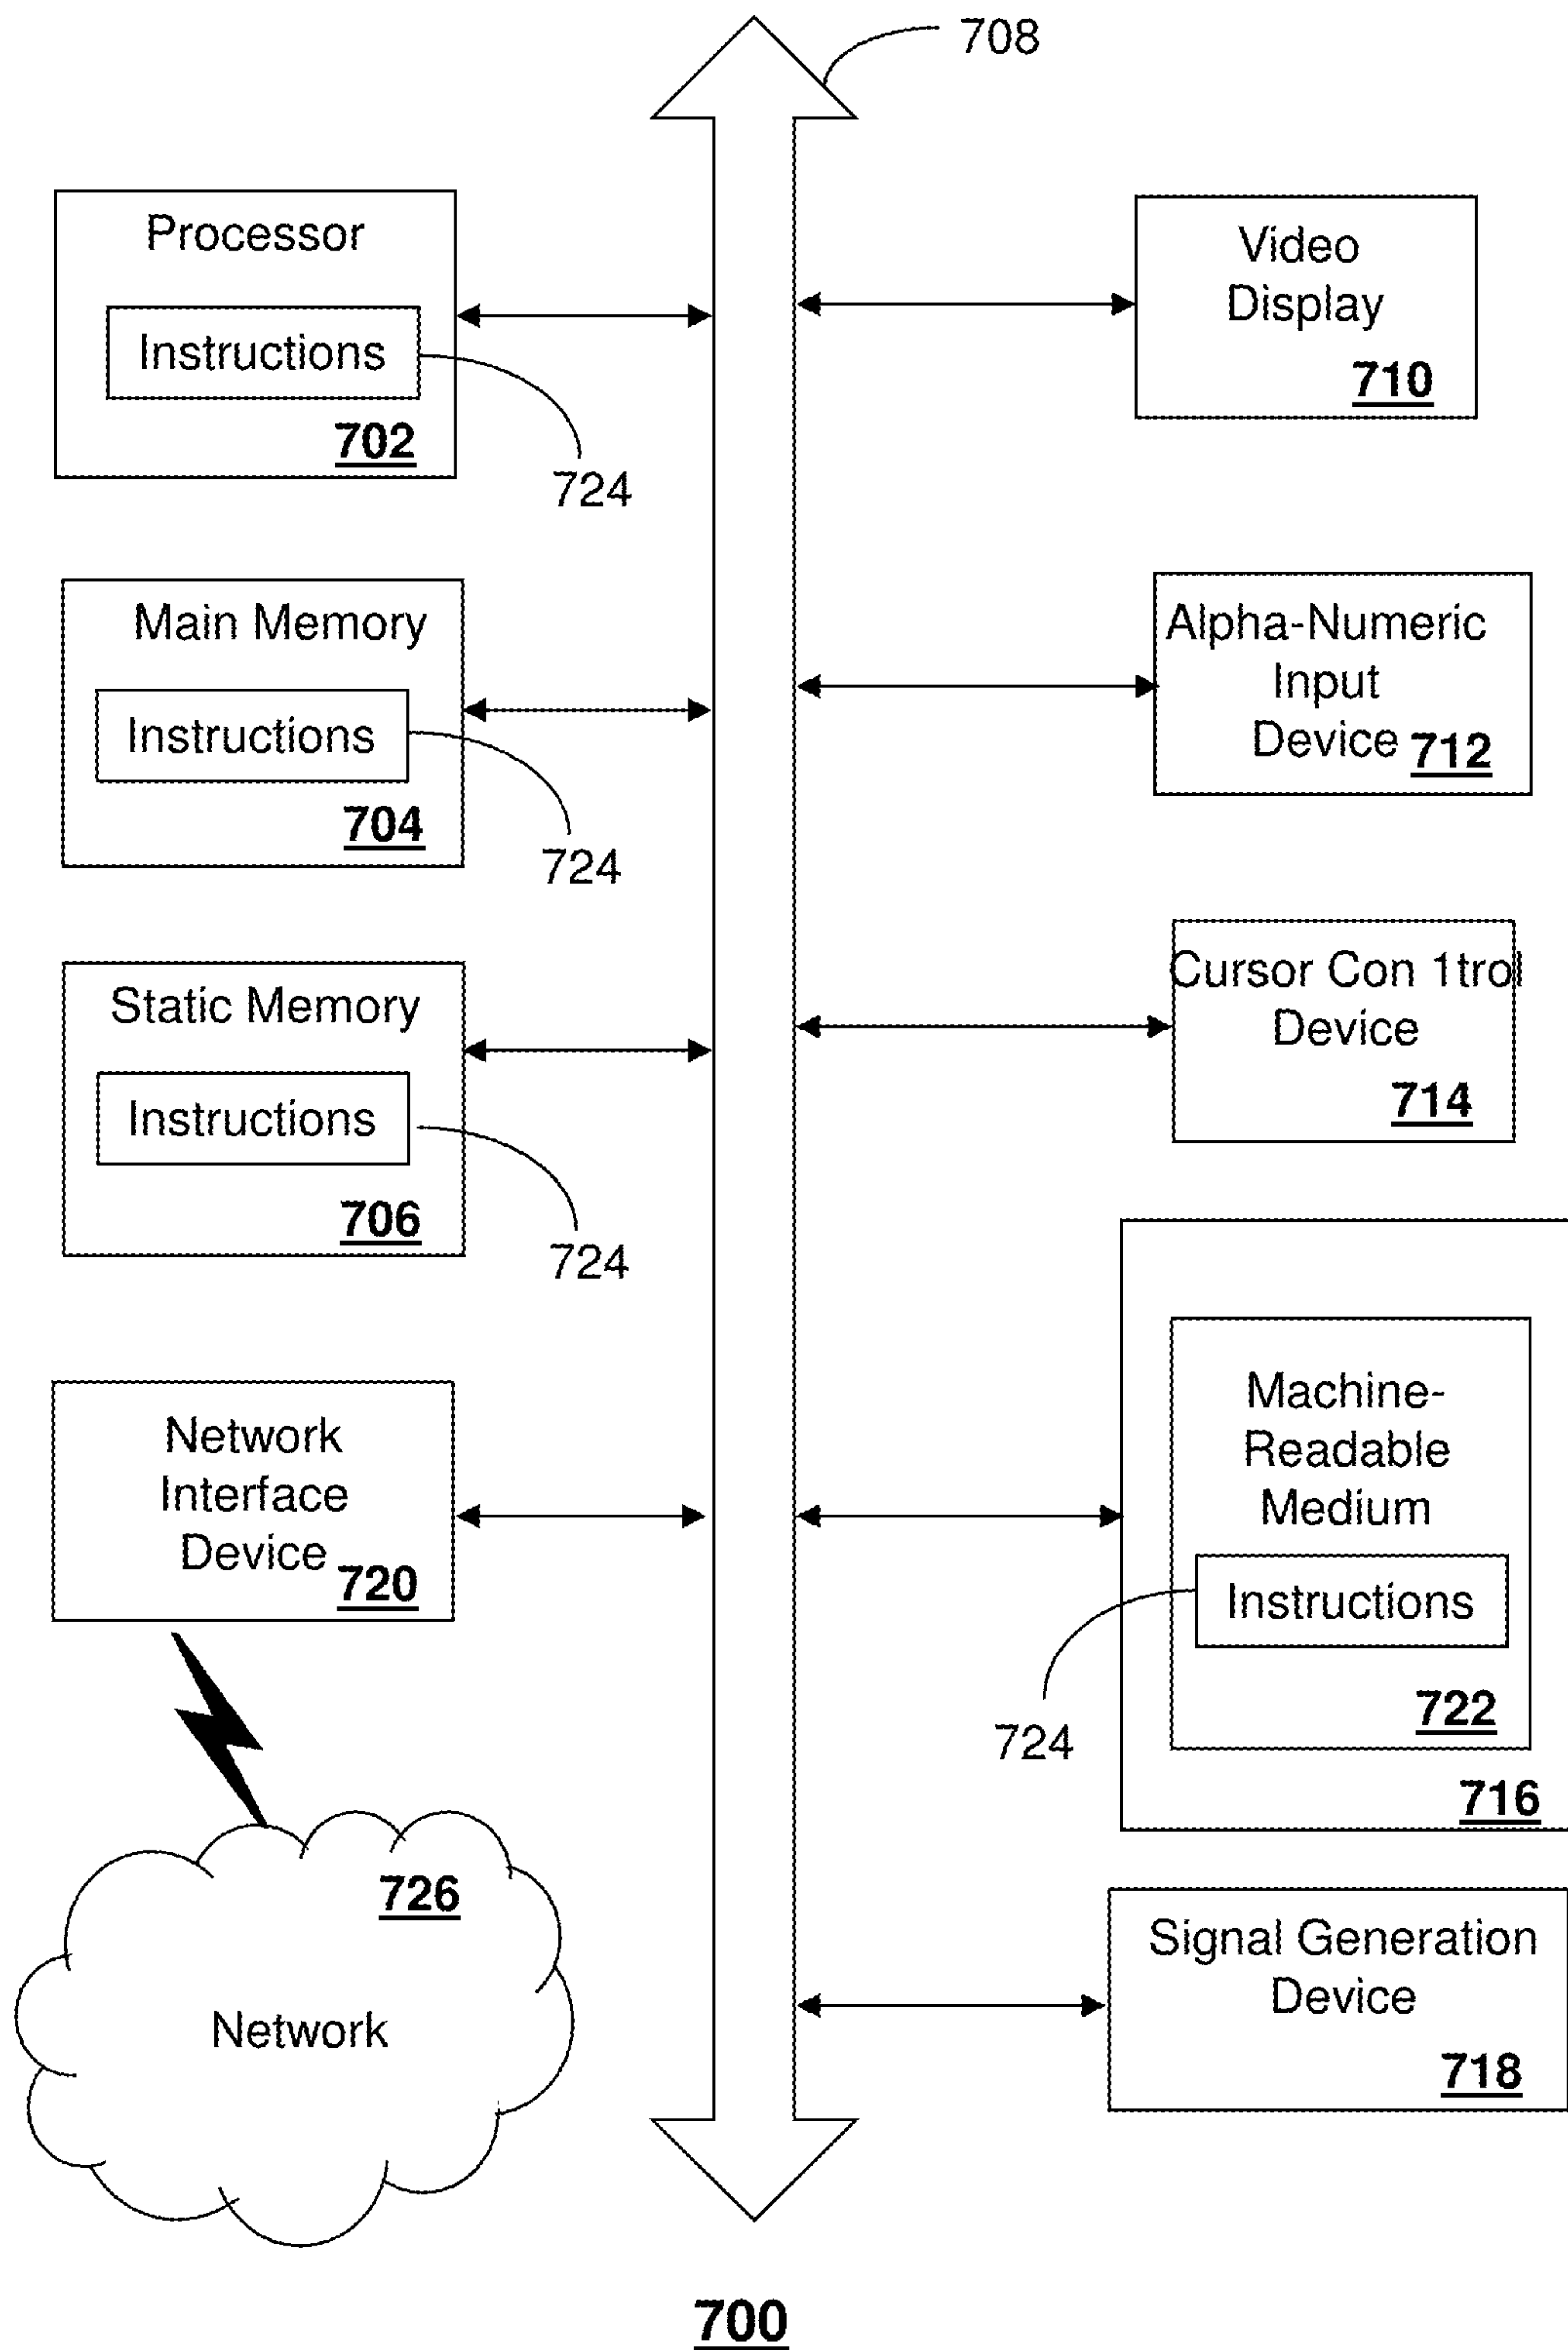 708
Processor
Instructions
702
724
Main Memory
Instructions
704
724
Static Memory
Instructions
706
724
Network
Interface
Device
720
726
Network
Video
Display
710
Alpha-Numeric
Input
Device 712
Cursor Con 1trol
Device
714
Machine-
Readable
Medium
Instructions
724
722
716
Signal Generation
Device
718
700